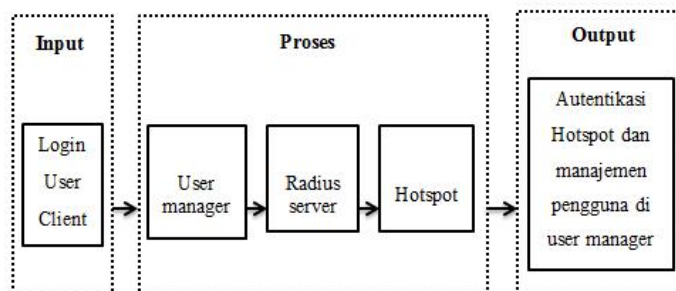 Input
Login
User
Client
Proses
User
manager
Radius
server
Hotspot
Output
Autentikasi
Hotspot dan
manajemen
pengguna di
user manager